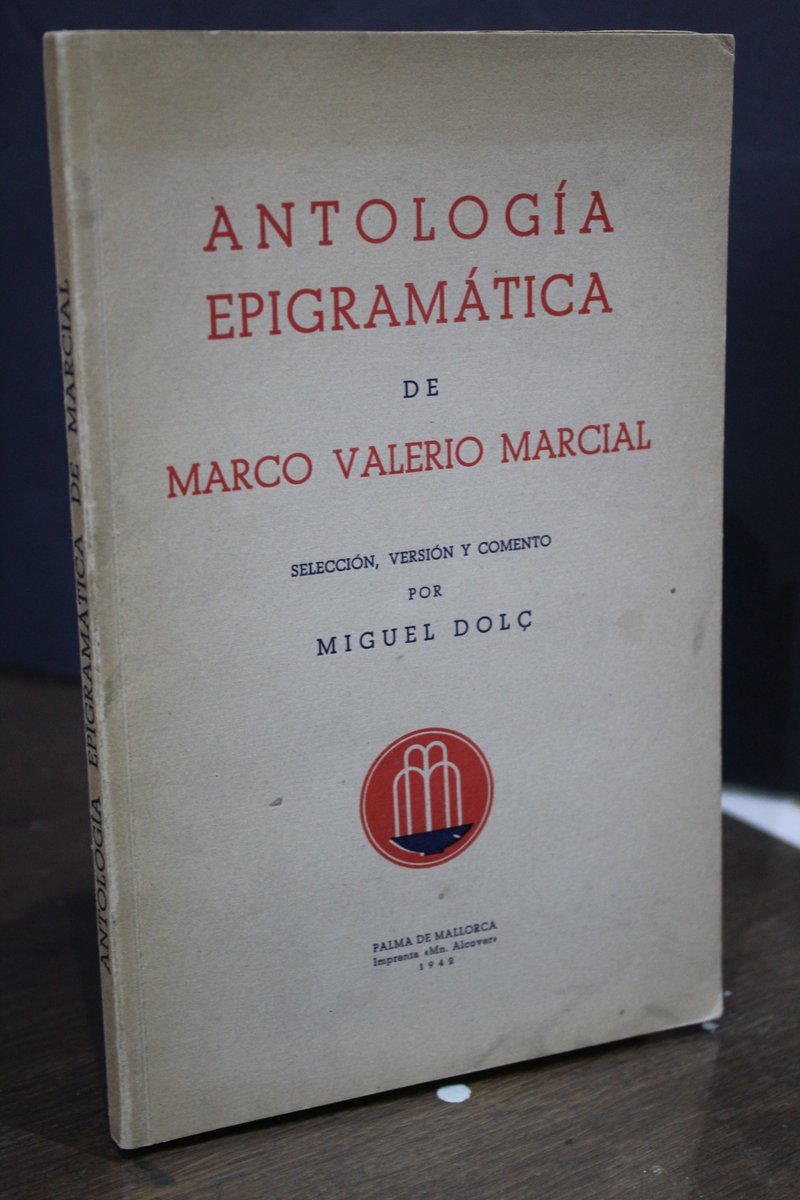 ANTOLOGÍA
EPIGRAMÁTICA
DE
MARCO VALERIO MARCIAL
SELECCIÓN, VERSIÓN Y COMENTO
POR
MIGUEL DOLÇ
PALMA DE MALLORCA
Imprenta «Mn. Alcover»
1942
ANTOLOGÍA EPIGRAMÁTICA DE MARCIAL